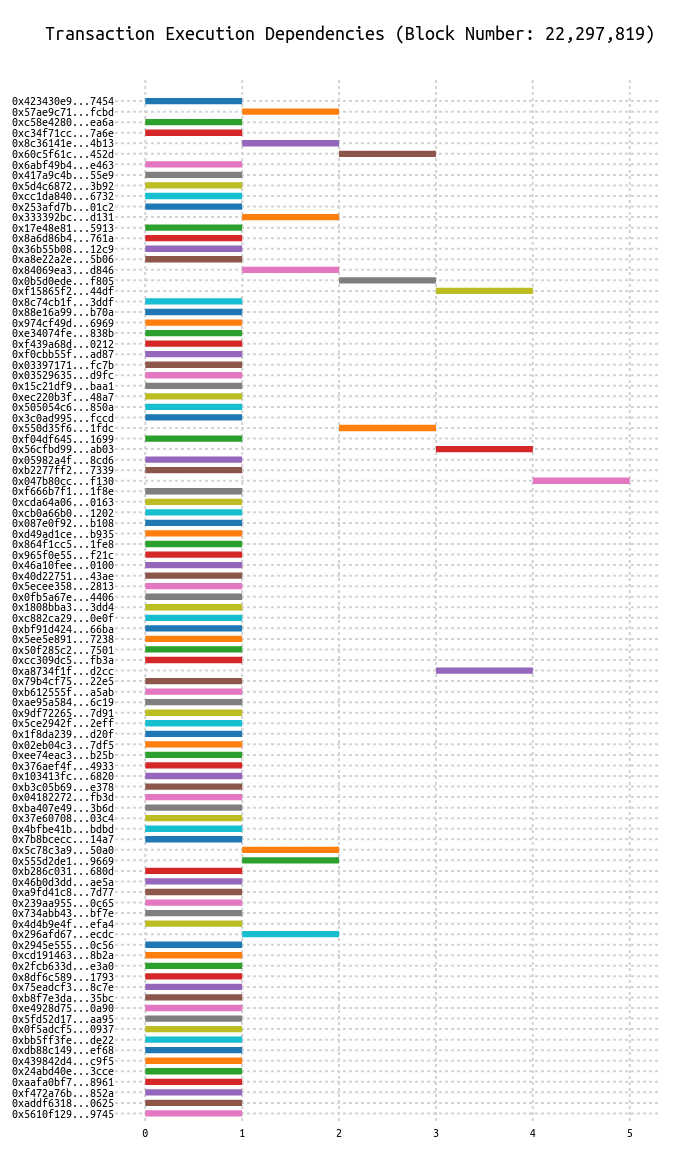 Transaction Execution Dependencies (Block Number: 22,297,819)
0x423430e9...7454
0x57ae9c71...fcbd
0xc58e4280...ea6a
0xc34f71cc...7a6e
0x8c36141e...4b13
0x60c5f61c...452d
0x6abf49b4...e463
0x417a9c4b...55e9
0x5d4c6872...3b92
0xcc1da840...6732
0x253afd7b...01c2
0x333392bc...d131
0x17e48e81...5913
0x8a6d86b4...761a
0x36b55b08...12c9
0xa8e22a2e...5b06
0x84069ea3...d846
0x0b5d0ede...f805
0xf15865f2...44df
0x8c74cb1f...3ddf
0x88e16a99...b70a
0x974cf49d...6969
0xe34074fe...838b
0xf439a68d...0212
0xf0cbb55f...ad87
0x03397171...fc7b
0x03529635...d9fc
0x15c21df9...baa1
0xec220b3f...48a7
0x505054c6...850a
0x3c0ad995...fccd
0x550d35f6...1fdc
0xf04df645...1699
0x56cfbd99...ab03
0x05982a4f...8cd6
0xb2277ff2...7339
0x047b80cc...f130
0xf666b7f1...1f8e
0xcda64a06...0163
0xcb0a66b0...1202
0x087e0f92...b108
0xd49ad1ce...b935
0x864f1cc5...1fe8
0x965f0e55...f21c
0x46a10fee...0100
0x40d22751...43ae
0x5ecee358...2813
0x0fb5a67e...4406
0x1808bba3...3dd4
0xc882ca29...0e0f
0xbf91d424...66ba
0x5ee5e891...7238
0x50f285c2...7501
0xcc309dc5...fb3a
0xa8734f1f...d2cc
0x79b4cf75...22e5
0xb612555f...a5ab
0xae95a584...6c19
0x9df72265...7d91
0x5ce2942f...2eff
0x1f8da239...d20f
0x02eb04c3...7df5
0xee74eac3...b25b
0x376aef4f...4933
0x103413fc...6820
0xb3c05b69...e378
0x04182272...fb3d
0xba407e49...3b6d
0x37e60708...03c4
0x4bfbe41b...bdbd
0x7b8bcecc...14a7
0x5c78c3a9...50a0
0x555d2de1...9669
0xb286c031...680d
0x46b0d3dd...ae5a
0xa9fd41c8...7d77
0x239aa955...0c65
0x734abb43...bf7e
0x4d4b9e4f...efa4
0x296afd67...ecdc
0x2945e555...0c56
0xcd191463...8b2a
0x2fcb633d...e3a0
0x8df6c589...1793
0x75eadcf3...8c7e
0xb8f7e3da...35bc
0xe4928d75...0a90
0x5fd52d17...aa95
0x0f5adcf5...0937
0xbb5ff3fe...de22
0xdb88c149...ef68
0x439842d4...c9f5
0x24abd40e...3cce
0xaafa0bf7...8961
0xf472a76b...852a
0xaddf6318...0625
0x5610f129...9745
0 1 2 3 4 5